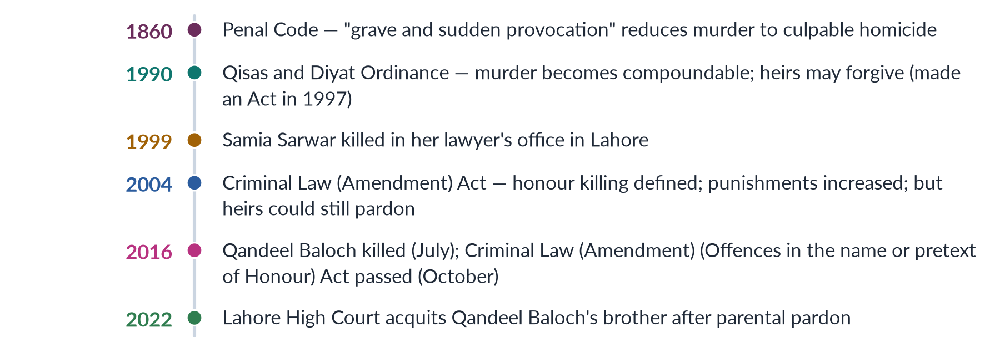 1860 Penal Code — "grave and sudden provocation" reduces murder to culpable homicide
1990 Qisas and Diyat Ordinance — murder becomes compoundable; heirs may forgive (made
an Act in 1997)
1999 Samia Sarwar killed in her lawyer's office in Lahore
2004 Criminal Law (Amendment) Act — honour killing defined; punishments increased; but
heirs could still pardon
2016 Qandeel Baloch killed (July); Criminal Law (Amendment) (Offences in the name or pretext
of Honour) Act passed (October)
2022 Lahore High Court acquits Qandeel Baloch's brother after parental pardon